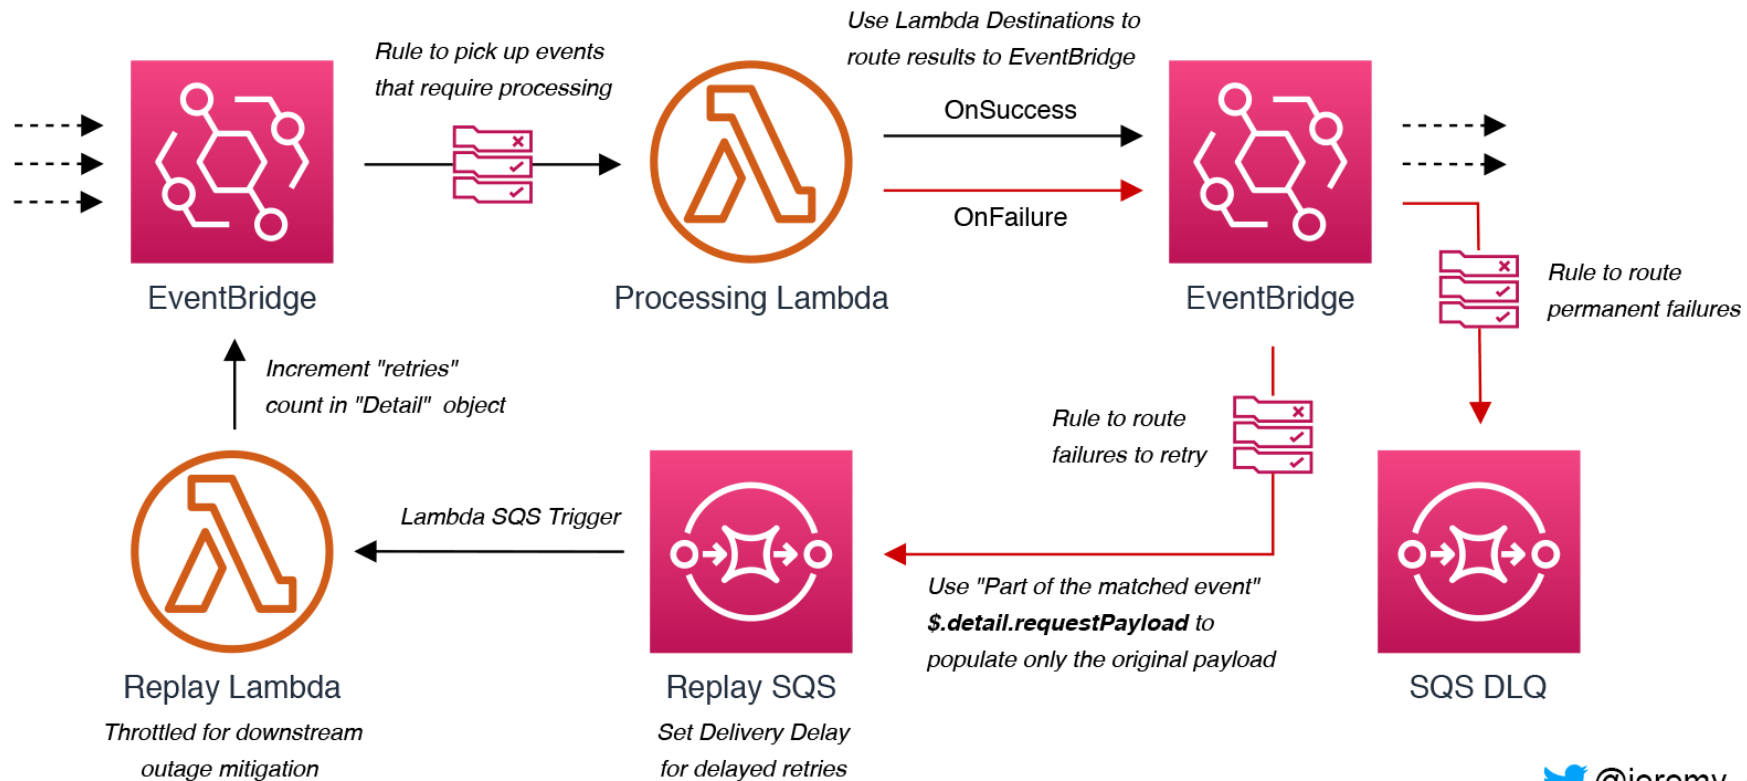 Use Lambda Destinations to
route results to EventBridge
Rule to pick up events
that require processing
OnSuccess
OnFailure
EventBridge
Processing Lambda
EventBridge
Rule to route
permanent failures
Increment "retries"
count in "Detail" object
Rule to route
failures to retry
Lambda SQS Trigger
Use "Part of the matched event"
$.detail.requestPayload to
populate only the original payload
Replay Lambda
Throttled for downstream
outage mitigation
Replay SQS
Set Delivery Delay
for delayed retries
SQS DLQ